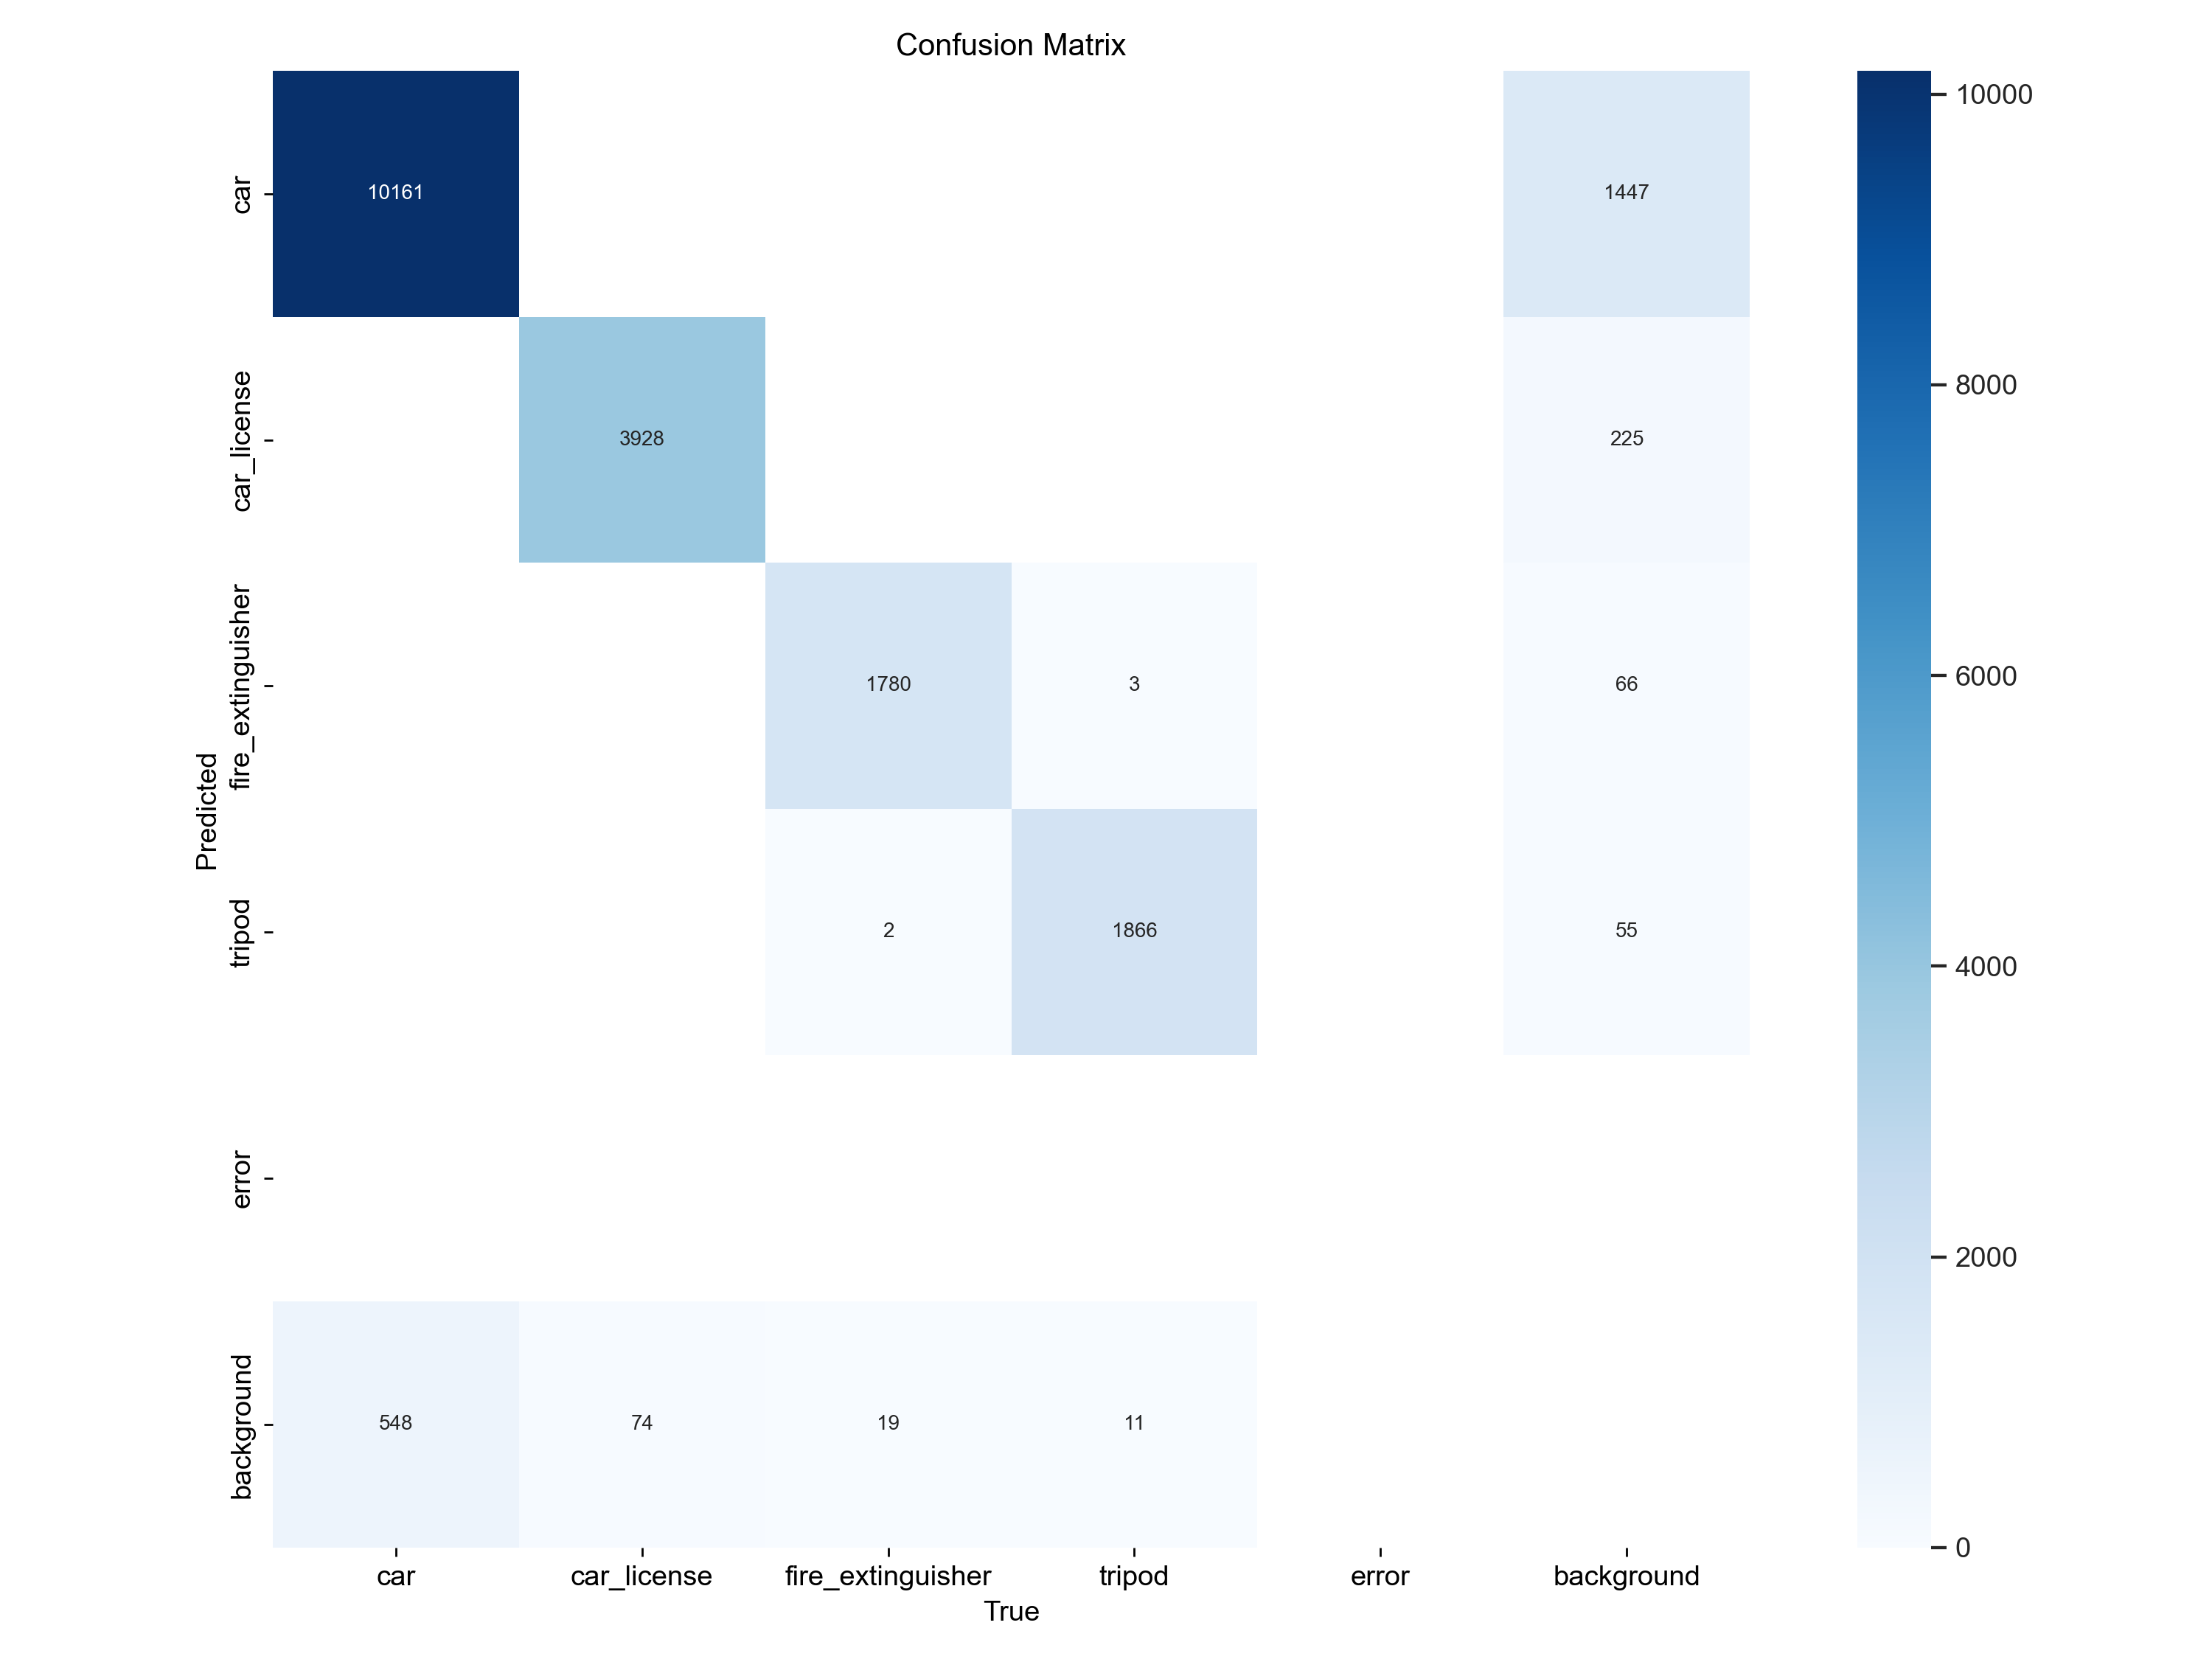 Confusion Matrix
car
10161
1447
10000
car_license
3928
225
8000
fire_extinguisher
1780
3
66
6000
Predicted
tripod
2
1866
55
4000
error
2000
background
548
74
19
11
0
car
car_license
fire_extinguisher
tripod
error
background
True